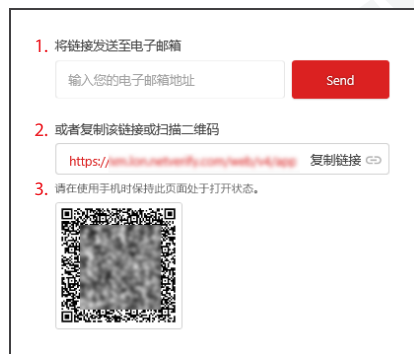 1. 将链接发送至电子邮箱
输入您的电子邮箱地址 Send
2. 或者复制该链接或扫描二维码
https:// 复制链接
3. 请在使用手机时保持此页面处于打开状态。